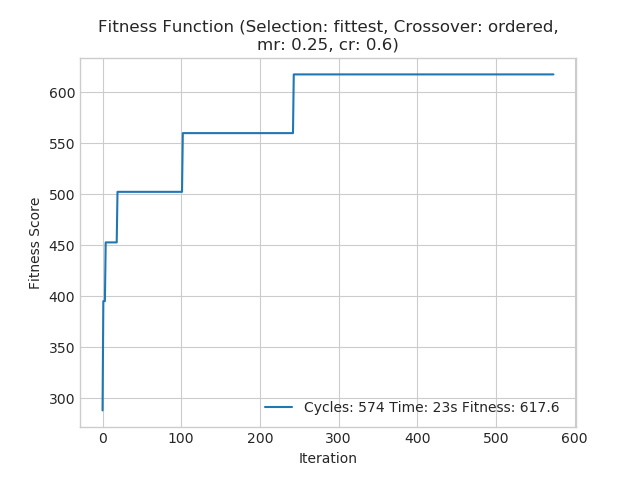 Fitness Function (Selection: fittest, Crossover: ordered,
mr: 0.25, cr: 0.6)
Fitness Score
600
550
500
450
400
350
300
Cycles: 574 Time: 23s Fitness: 617.6
0 100 200 300 400 500 600
Iteration